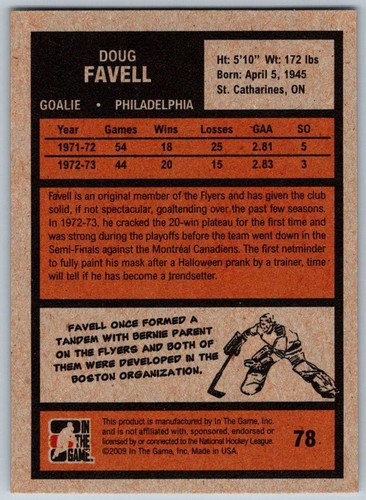 DOUG
FAVELL
GOALIE • PHILADELPHIA
Ht: 5'10" Wt: 172 lbs
Born: April 5, 1945
St. Catharines, ON
Year Games Wins Losses GAA SO
1971-72 54 18 25 2.81 5
1972-73 44 20 15 2.83 3
Favell is an original member of the Flyers and has given the club
solid, if not spectacular, goaltending over the past few seasons.
In 1972-73, he cracked the 20-win plateau for the first time and
was strong during the playoffs before the team went down in the
Semi-Finals against the Montréal Canadiens. The first netminder
to fully paint his mask after a Halloween prank by a trainer, time
will tell if he has become a trendsetter.
FAVELL ONCE FORMED A
TANDEM WITH BERNIE PARENT
ON THE FLYERS AND BOTH OF
THEM WERE DEVELOPED IN THE
BOSTON ORGANIZATION.
IN
THE
GAME
This product is manufactured by In The Game, Inc.
and is not affiliated with, sponsored, endorsed or
licensed by or connected to the National Hockey League.
©2009 In The Game, Inc. Made in USA.
78